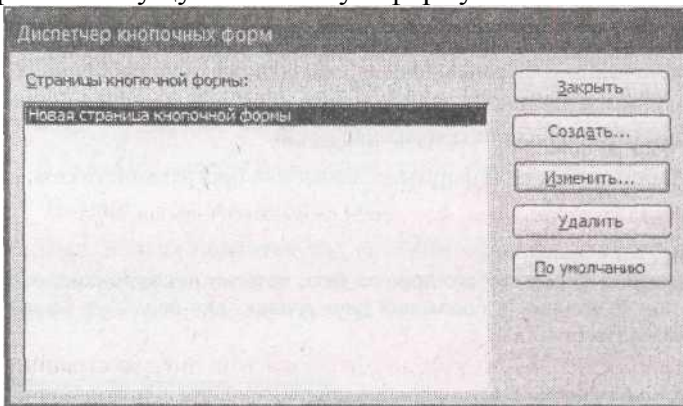 Диспетчер кнопочных форм
Страницы кнопочной формы:
Новая страница кнопочной формы
Закрыть
Создать...
Изменить...
Удалить
По умолчанию